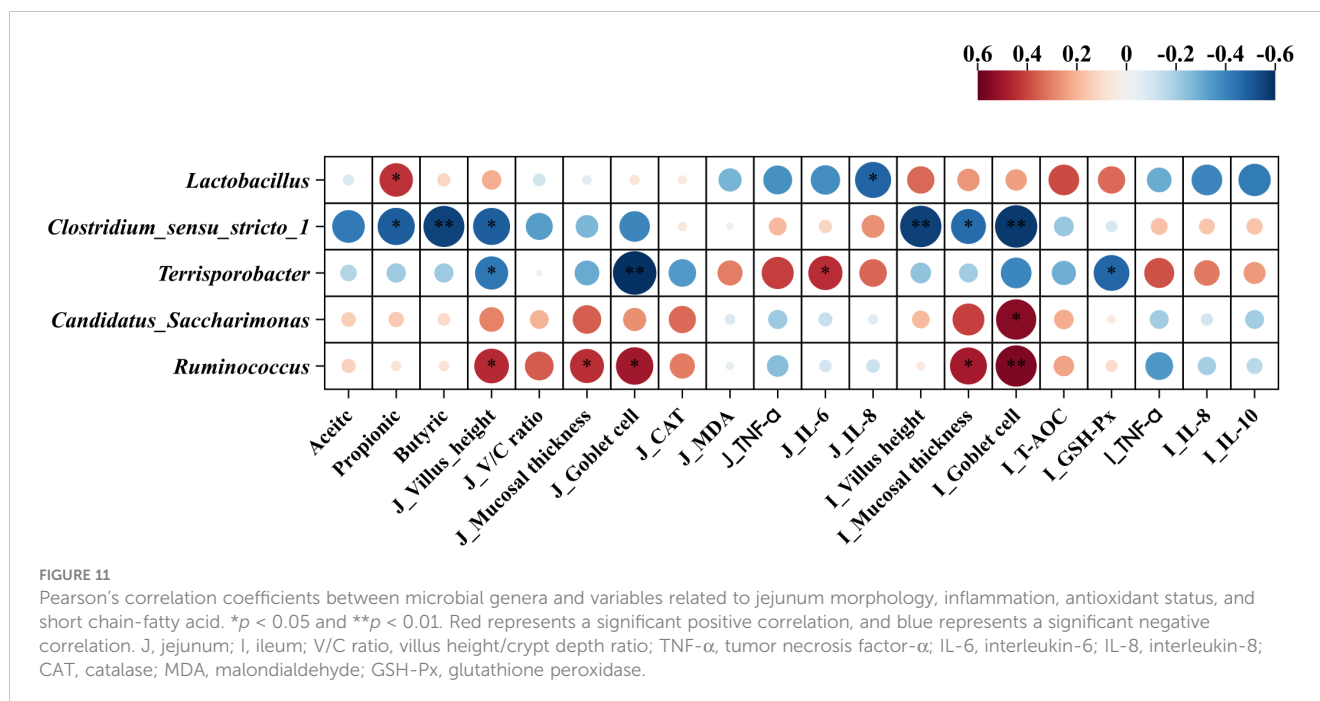 0.6 0.4 0.2 0 -0.2 -0.4 -0.6
Lactobacillus * *
Clostridium_sensu_stricto_1 * ** * ** * **
Terrisporobacter * ** * *
Candidatus_Saccharimonas *
Ruminococcus * * * * **
Aceitc
Propionic
Butyric
J_Villus_height
J_V/C ratio
J_Mucosal thickness
J_Goblet cell
J_CAT
J_MDA
J_TNF-α
J_IL-6
J_IL-8
I_Villus height
I_Mucosal thickness
I_Goblet cell
I_T-AOC
I_GSH-Px
I_TNF-α
I_IL-8
I_IL-10
FIGURE 11
Pearson's correlation coefficients between microbial genera and variables related to jejunum morphology, inflammation, antioxidant status, and
short chain-fatty acid. *p < 0.05 and **p < 0.01. Red represents a significant positive correlation, and blue represents a significant negative
correlation. J, jejunum; I, ileum; V/C ratio, villus height/crypt depth ratio; TNF-α, tumor necrosis factor-α; IL-6, interleukin-6; IL-8, interleukin-8;
CAT, catalase; MDA, malondialdehyde; GSH-Px, glutathione peroxidase.